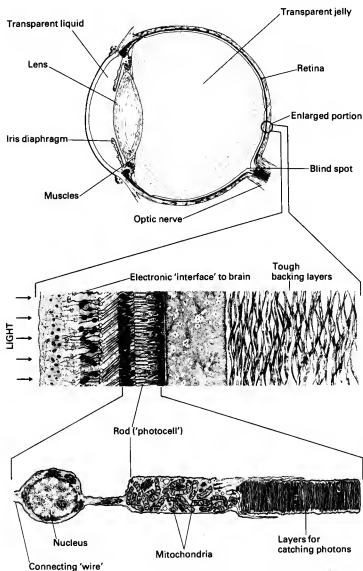 Transparent jelly
Transparent liquid
Lens
Retina
Enlarged portion
Iris diaphragm
Blind spot
Muscles
Optic nerve
Electronic ‘interface’ to brain
Tough
backing layers
LIGHT
Rod (‘photocell’)
Nucleus
Mitochondria
Layers for
catching photons
Connecting ‘wire’